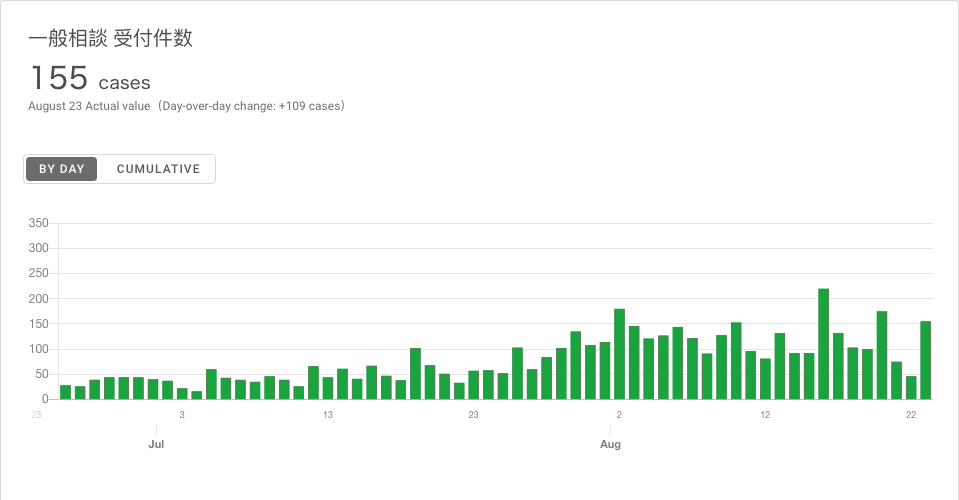 一般相談 受付件数
155 cases
August 23 Actual value（Day-over-day change: +109 cases）
BY DAY CUMULATIVE
350
300
250
200
150
100
50
0
23 3 13 23 2 12 22
Jul Aug